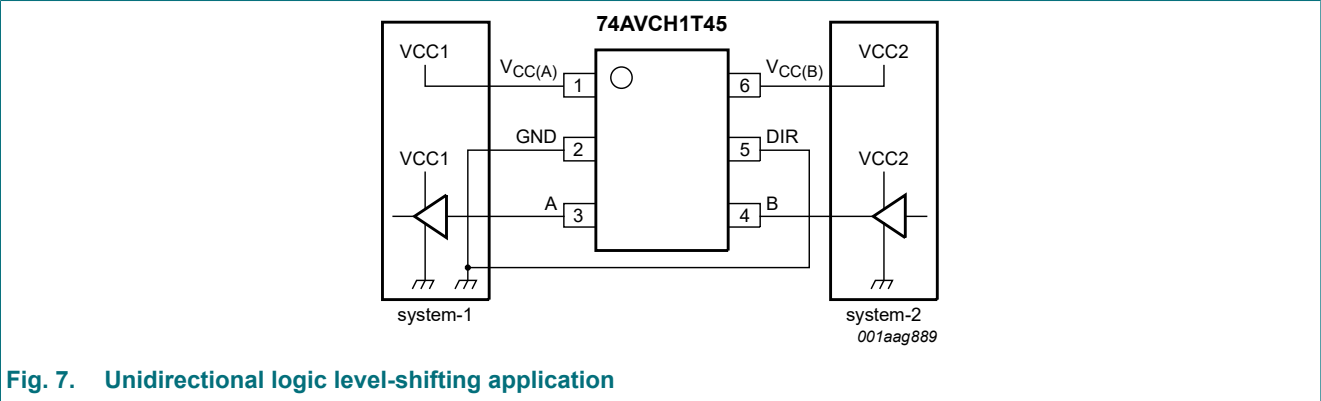 74AVCH1T45
VCC1
VCC(A)
1
6
VCC(B)
VCC2
GND
2
5
DIR
VCC1
VCC2
A
3
4
B
system-1
system-2
001aag889
Fig. 7. Unidirectional logic level-shifting application